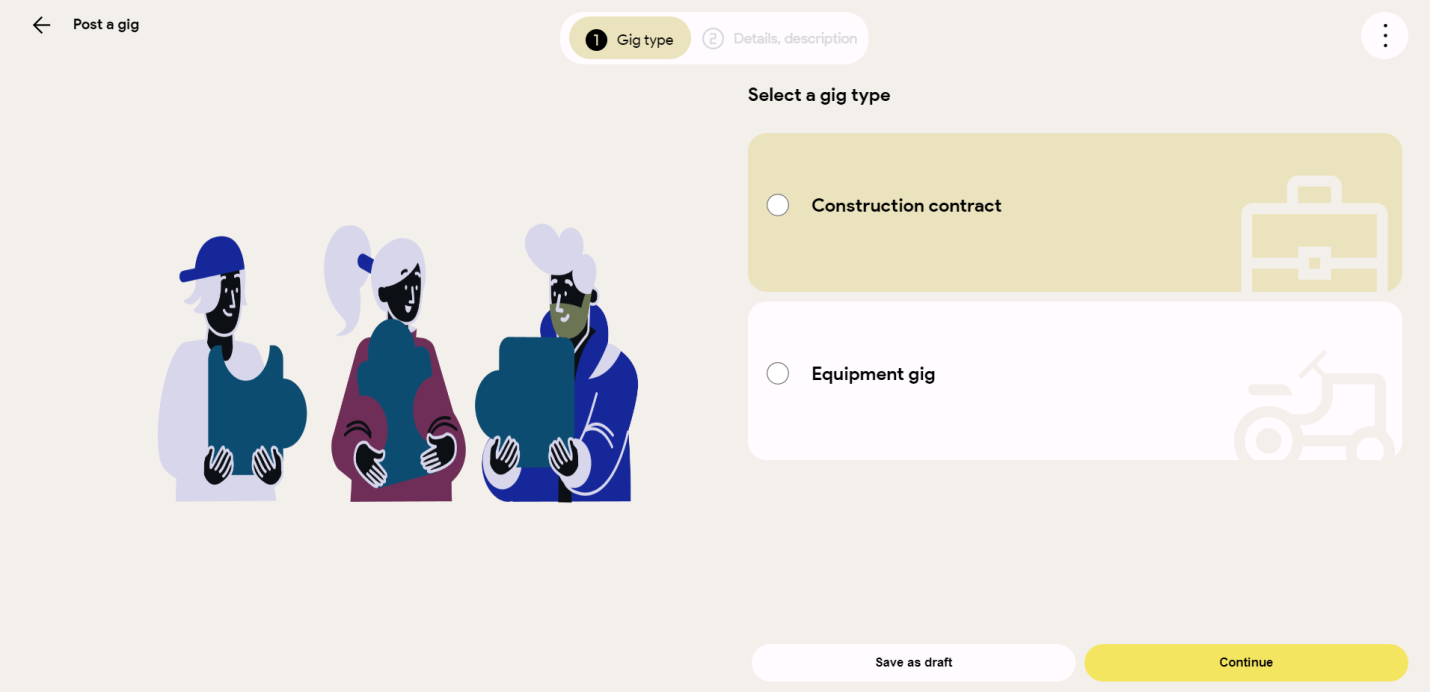 Post a gig
1 Gig type
2 Details, description
Select a gig type
Construction contract
Equipment gig
Save as draft
Continue